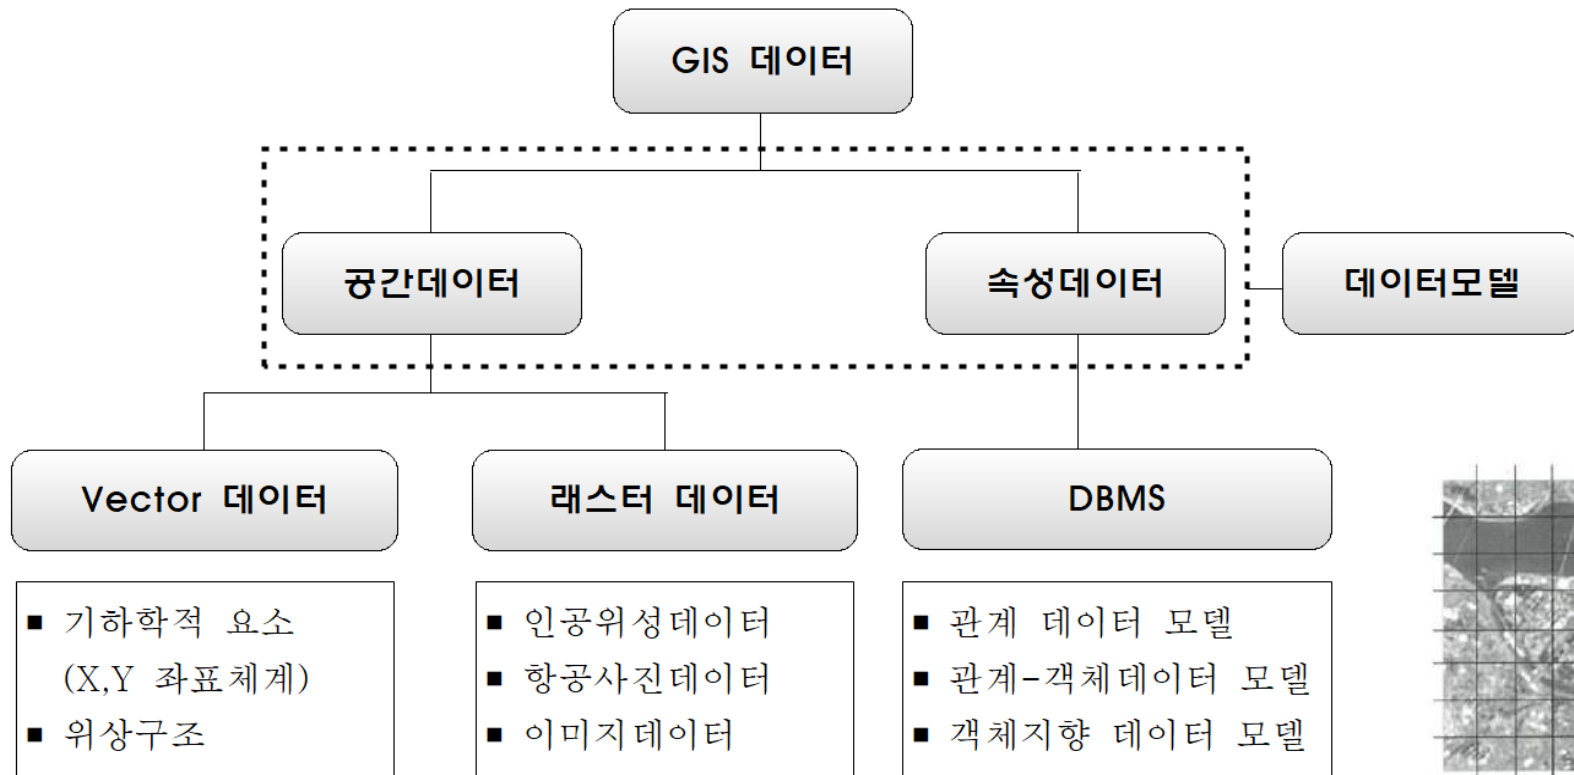 GIS 데이터
공간데이터
속성데이터
데이터모델
Vector 데이터
래스터 데이터
DBMS
■ 기하학적 요소
(X,Y 좌표체계)
■ 위상구조
■ 인공위성데이터
■ 항공사진데이터
■ 이미지데이터
■ 관계 데이터 모델
■ 관계-객체데이터 모델
■ 객체지향 데이터 모델